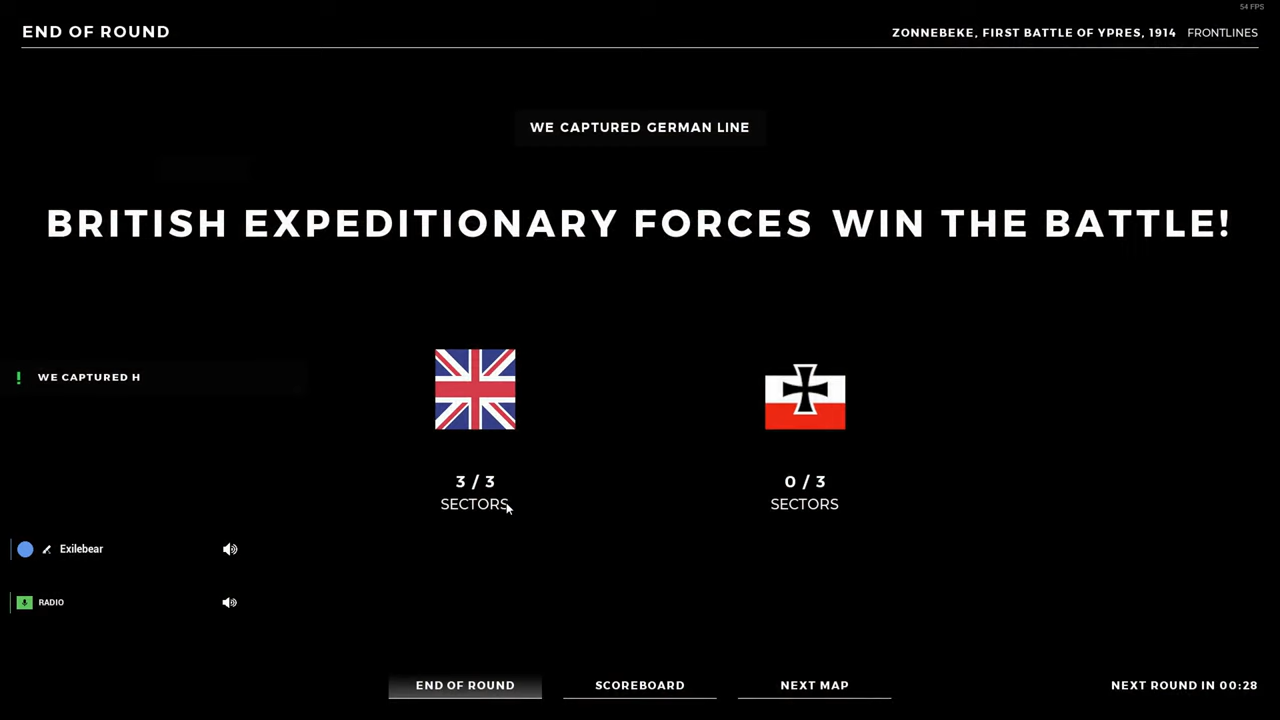 54 FPS
END OF ROUND
ZONNEBEKE, FIRST BATTLE OF YPRES, 1914 FRONTLINES
WE CAPTURED GERMAN LINE
BRITISH EXPEDITIONARY FORCES WIN THE BATTLE!
! WE CAPTURED H
3 / 3
SECTORS
0 / 3
SECTORS
Exilebear
RADIO
END OF ROUND
SCOREBOARD
NEXT MAP
NEXT ROUND IN 00:28